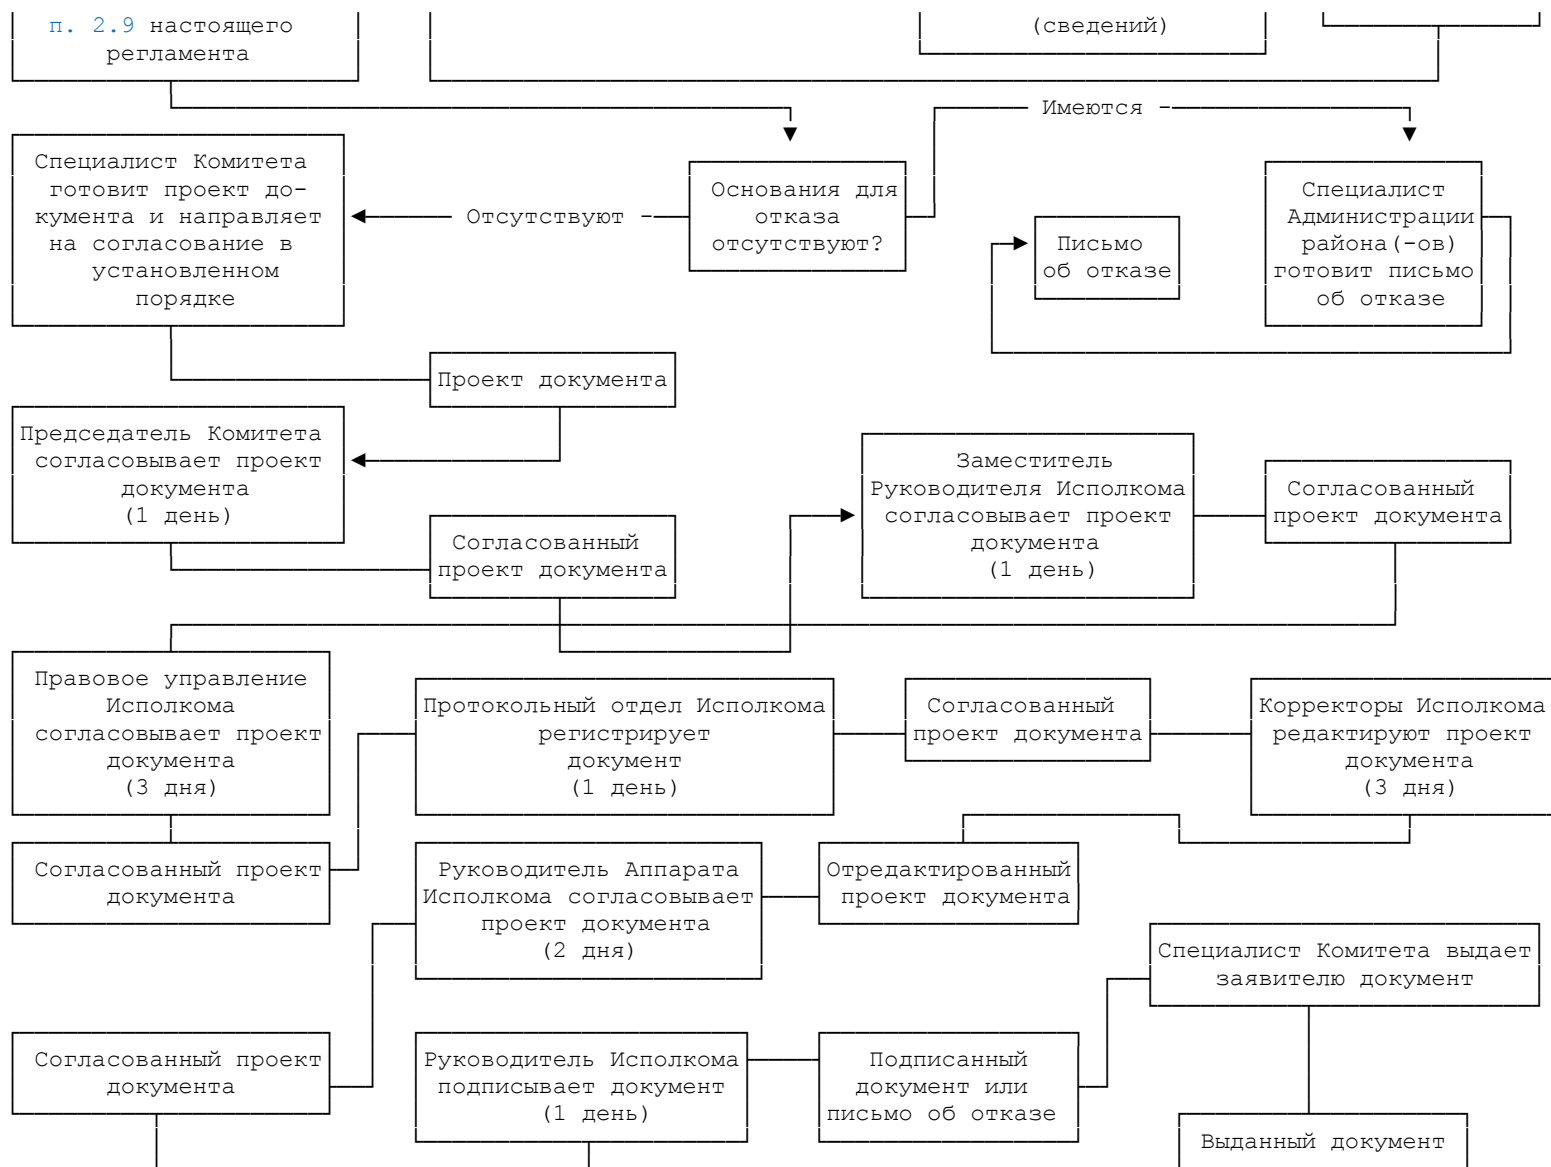 п. 2.9 настоящего
регламента
(сведений)
Имеются -
Специалист Комитета
готовит проект до-
кумента и направляет
на согласование в
установленном
порядке
Отсутствуют -
Основания для
отказа
отсутствуют?
Письмо
об отказе
Специалист
Администрации
района(-ов)
готовит письмо
об отказе
Проект документа
Председатель Комитета
согласовывает проект
документа
(1 день)
Согласованный
проект документа
Заместитель
Руководителя Исполкома
согласовывает проект
документа
(1 день)
Согласованный
проект документа
Правовое управление
Исполкома
согласовывает проект
документа
(3 дня)
Протокольный отдел Исполкома
регистрирует
документ
(1 день)
Согласованный
проект документа
Корректоры Исполкома
редактируют проект
документа
(3 дня)
Согласованный проект
документа
Руководитель Аппарата
Исполкома согласовывает
проект документа
(2 дня)
Отредактированный
проект документа
Специалист Комитета выдает
заявителю документ
Согласованный проект
документа
Руководитель Исполкома
подписывает документ
(1 день)
Подписанный
документ или
письмо об отказе
Выданный документ